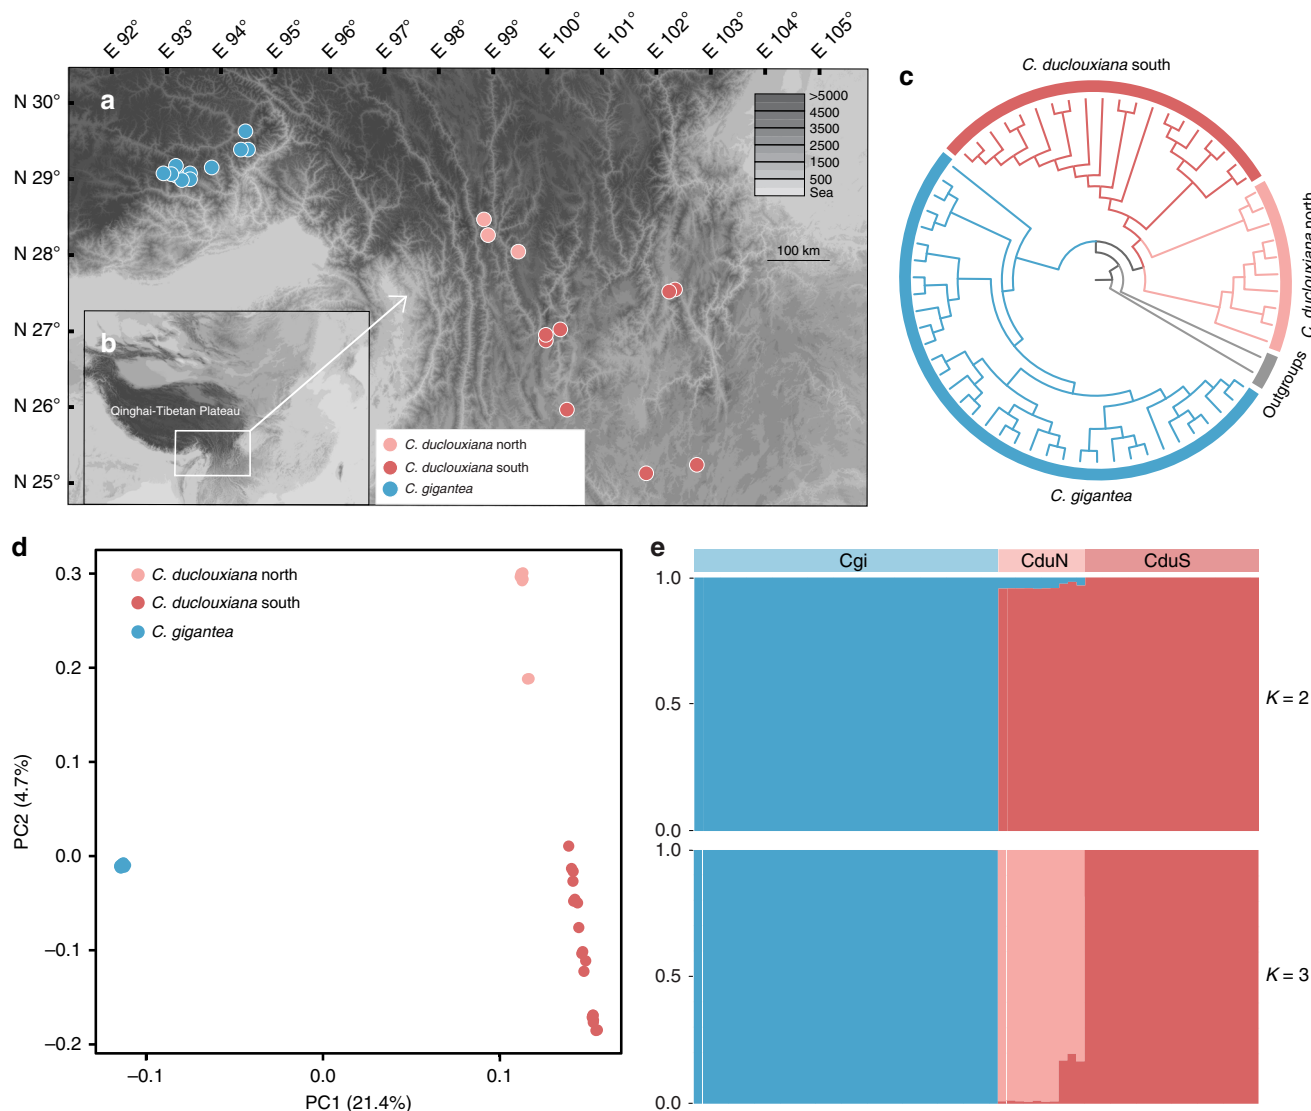 E 92° E 93° E 94° E 95° E 96° E 97° E 98° E 99° E 100° E 101° E 102° E 103° E 104° E 105°
a
N 30°
N 29°
N 28°
N 27°
N 26°
N 25°
>5000
4500
3500
2500
1500
500
Sea
100 km
b
Qinghai-Tibetan Plateau
C. duclouxiana north
C. duclouxiana south
C. gigantea
c
C. duclouxiana south
C. duclouxiana north
Outgroups
C. gigantea
d
C. duclouxiana north
C. duclouxiana south
C. gigantea
PC2 (4.7%)
0.3
0.2
0.1
0.0
–0.1
–0.2
–0.1 0.0 0.1
PC1 (21.4%)
e
Cgi CduN CduS
1.0
0.5
0.0
K = 2
1.0
0.5
0.0
K = 3